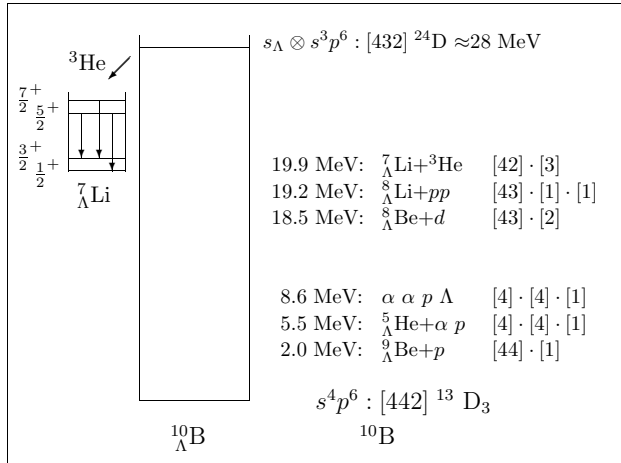 s_Λ ⊗ s³p⁶ : [432] ²⁴D ≈28 MeV
³He
7/2⁺
5/2⁺
3/2⁺
1/2⁺
⁷_ΛLi
19.9 MeV: ⁷_ΛLi+³He [42] · [3]
19.2 MeV: ⁸_ΛLi+pp [43] · [1] · [1]
18.5 MeV: ⁸_ΛBe+d [43] · [2]
8.6 MeV: α α p Λ [4] · [4] · [1]
5.5 MeV: ⁵_ΛHe+α p [4] · [4] · [1]
2.0 MeV: ⁹_ΛBe+p [44] · [1]
s⁴p⁶ : [442] ¹³ D₃
¹⁰_ΛB ¹⁰B